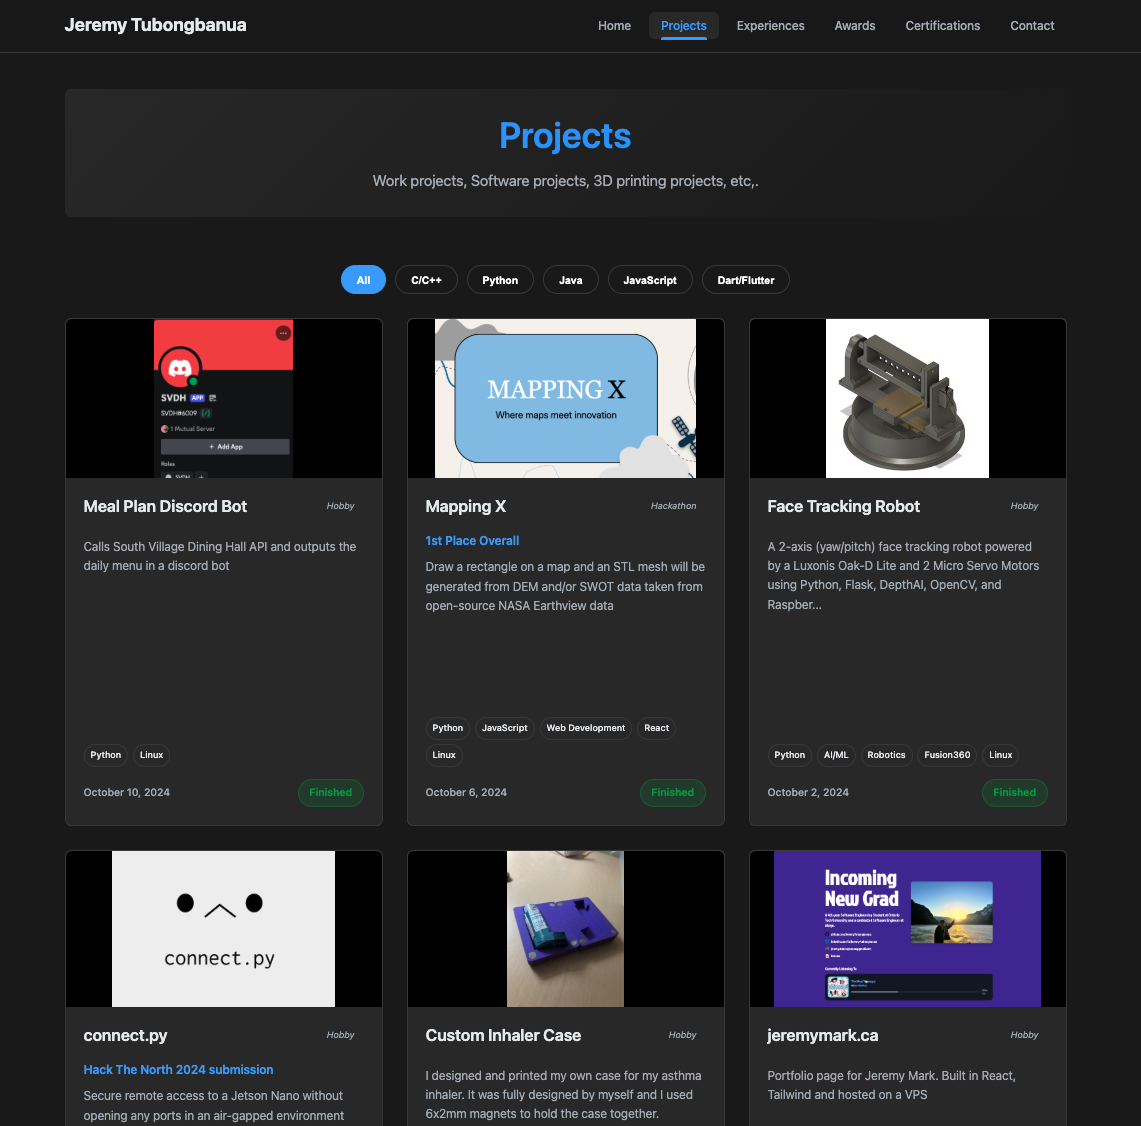 Jeremy Tubongbanua
Home
Projects
Experiences
Awards
Certifications
Contact
Projects
Work projects, Software projects, 3D printing projects, etc,.
All
C/C++
Python
Java
JavaScript
Dart/Flutter
SVDH APP
SVDH#6009
1 Mutual Server
+ Add App
Roles
SVDH +
MAPPING X
Where maps meet innovation
Meal Plan Discord Bot
Hobby
Calls South Village Dining Hall API and outputs the
daily menu in a discord bot
Python
Linux
October 10, 2024
Finished
Mapping X
Hackathon
1st Place Overall
Draw a rectangle on a map and an STL mesh will be
generated from DEM and/or SWOT data taken from
open-source NASA Earthview data
Python
JavaScript
Web Development
React
Linux
October 6, 2024
Finished
Face Tracking Robot
Hobby
A 2-axis (yaw/pitch) face tracking robot powered
by a Luxonis Oak-D Lite and 2 Micro Servo Motors
using Python, Flask, DepthAI, OpenCV, and
Raspber...
Python
AI/ML
Robotics
Fusion360
Linux
October 2, 2024
Finished
connect.py
Incoming
New Grad
Currently Listening To
connect.py
Hobby
Hack The North 2024 submission
Secure remote access to a Jetson Nano without
opening any ports in an air-gapped environment
Custom Inhaler Case
Hobby
I designed and printed my own case for my asthma
inhaler. It was fully designed by myself and I used
6x2mm magnets to hold the case together.
jeremymark.ca
Hobby
Portfolio page for Jeremy Mark. Built in React,
Tailwind and hosted on a VPS